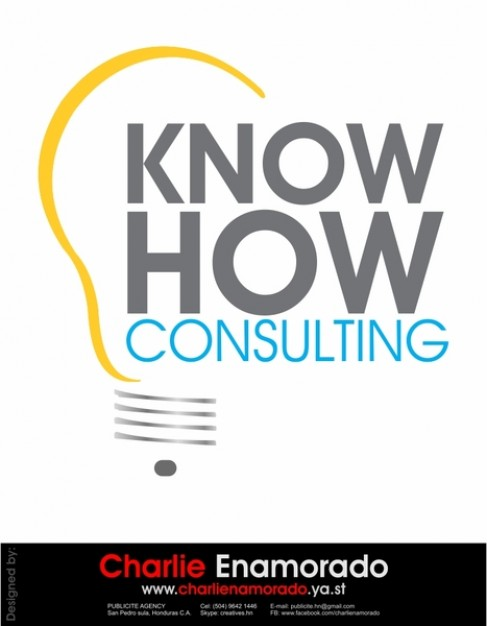 KNOW
HOW
CONSULTING
Designed by:
Charlie Enamorado
www.charlienamorado.ya.st
PUBLICITE AGENCY Cel: (504) 9642 1446 E-mail: publicite.hn@gmail.com
San Pedro sula, Honduras C.A. Skype: creatives.hn FB: www.facebook.com/charlienamorado